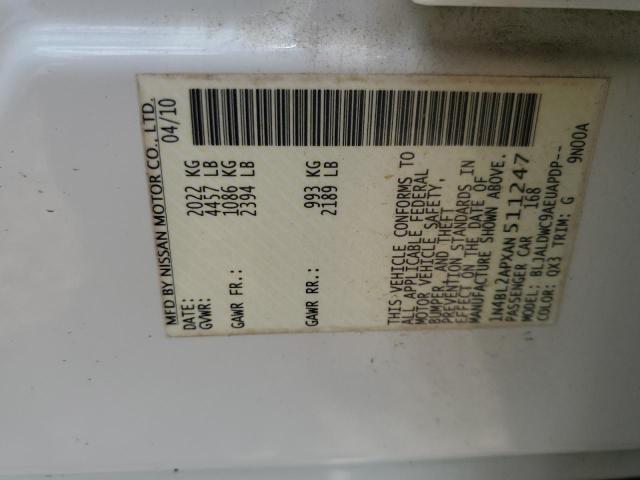 MFD BY NISSAN MOTOR CO., LTD.
DATE: 04/10
GVWR: 2022 KG
4457 LB
GAWR FR.: 1086 KG
2394 LB
GAWR RR.: 993 KG
2189 LB
THIS VEHICLE CONFORMS TO
ALL APPLICABLE FEDERAL
MOTOR VEHICLE SAFETY,
BUMPER, AND THEFT
PREVENTION STANDARDS IN
EFFECT ON THE DATE OF
MANUFACTURE SHOWN ABOVE.
1N4BL2APXAN511247
PASSENGER CAR 168
MODEL: BLJALDWC9AEUAPDP--
COLOR: QX3 TRIM: G 9N00A